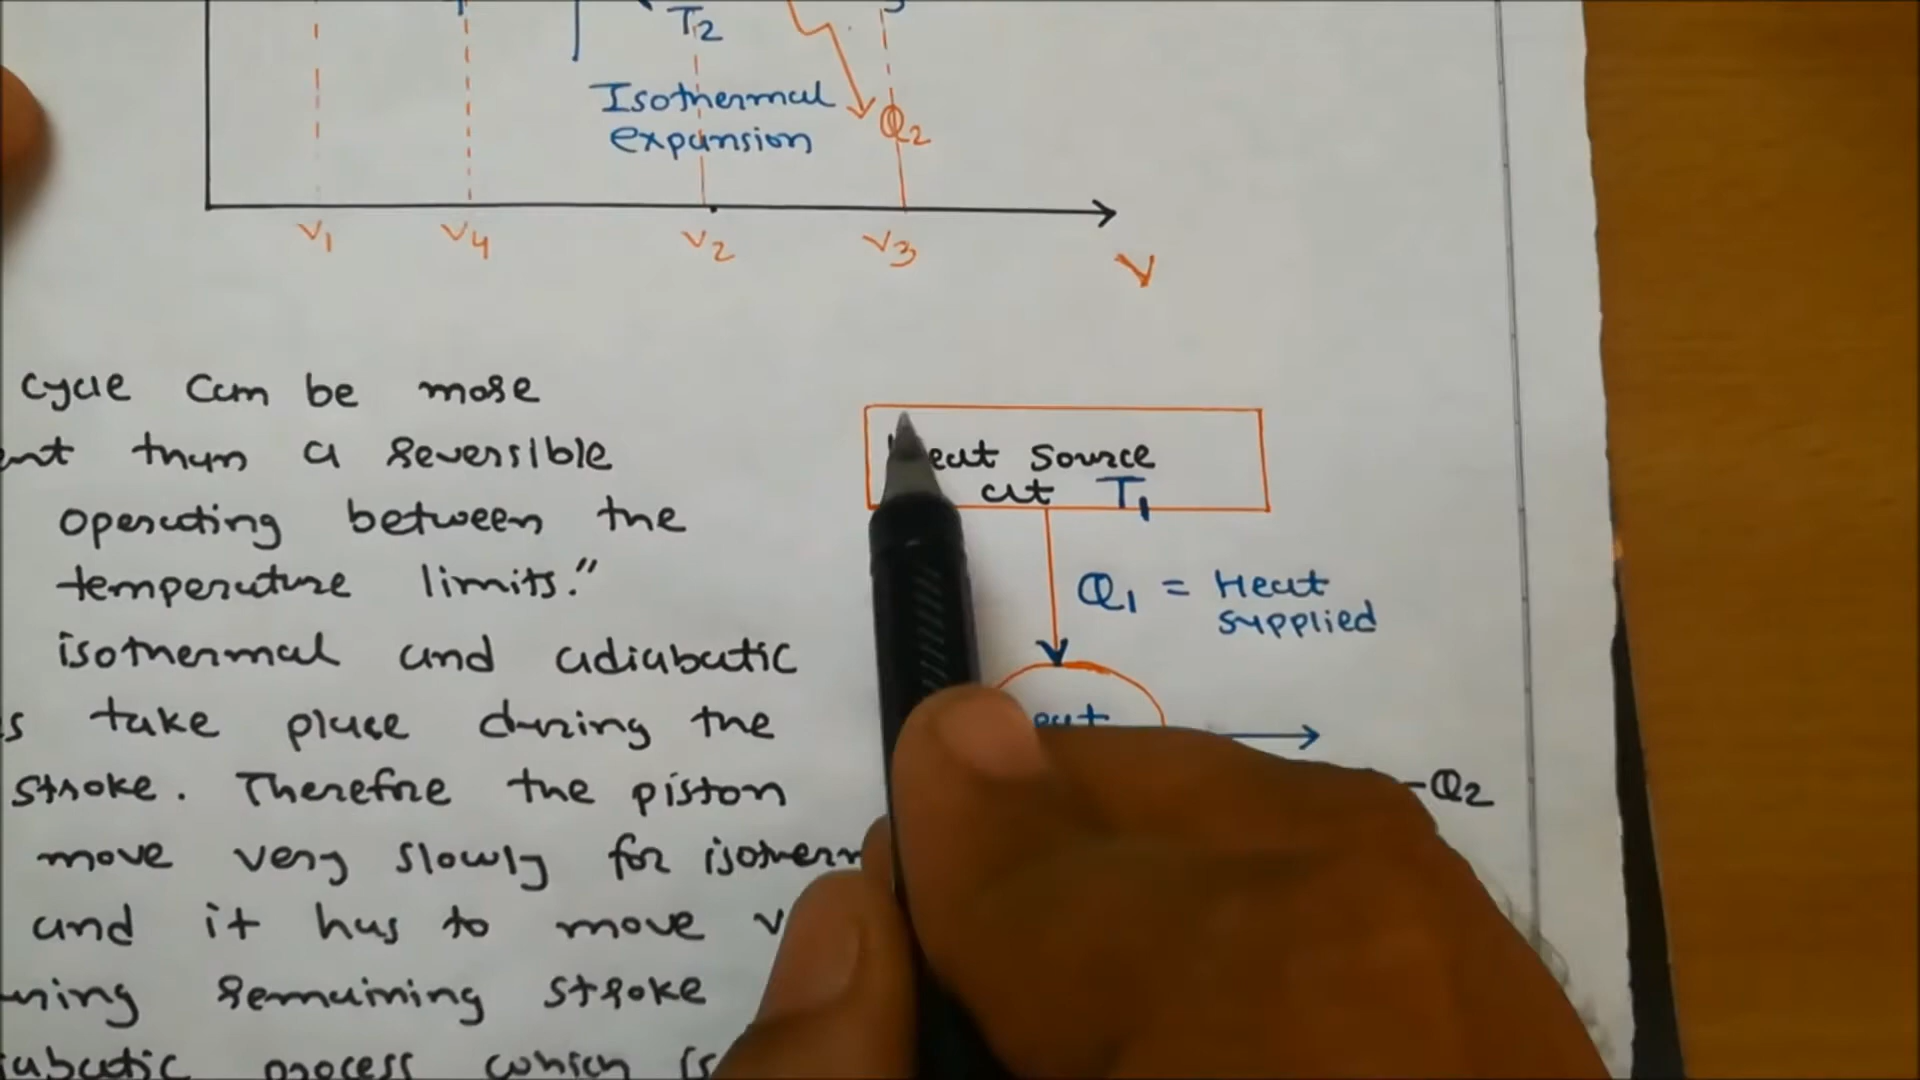 T2
Isothermal
expansion
Q2
V1 V4 V2 V3
V
cycle can be more
than a reversible
operating between the
temperature limits."
isothermal and adiabatic
take place during the
stroke. Therefore the piston
move very slowly for isotherm
and it has to move v
remaining stroke
process which is
Heat source
at T1
Q1 = Heat
supplied
-Q2